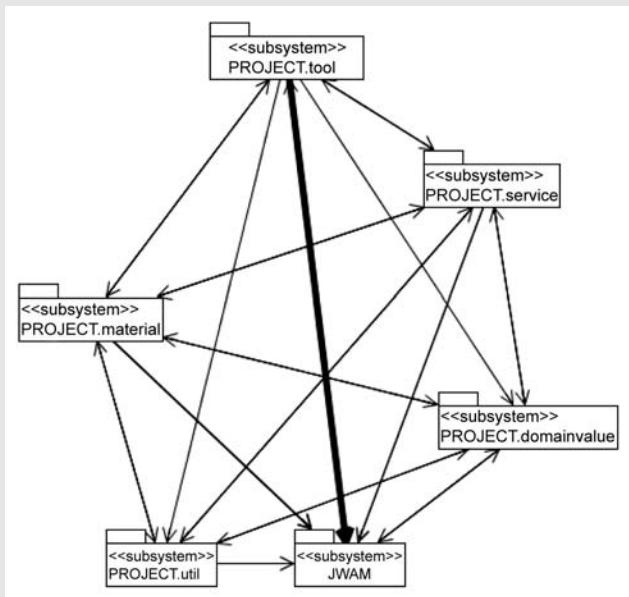 <<subsystem>>
PROJECT.tool
<<subsystem>>
PROJECT.service
<<subsystem>>
PROJECT.material
<<subsystem>>
PROJECT.domainvalue
<<subsystem>>
PROJECT.util
<<subsystem>>
JWAM